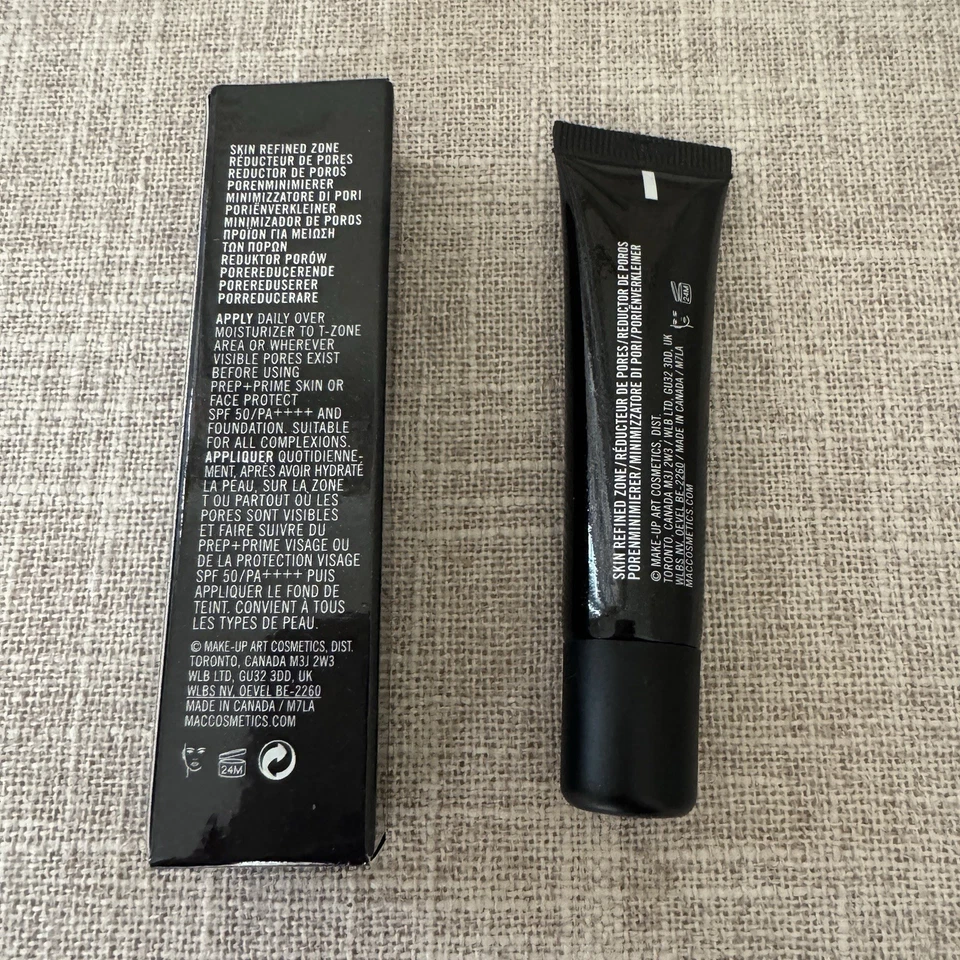 SKIN REFINED ZONE
RÉDUCTEUR DE PORES
REDUCTOR DE POROS
PORENMINIMIERER
MINIMIZZATORE DI PORI
PORIËNVERKLEINER
MINIMIZADOR DE POROS
ΠΡΟΪΟΝ ΓΙΑ ΜΕΙΩΣΗ
ΤΩΝ ΠΟΡΩΝ
REDUKTOR PORÓW
POREREDUCERENDE
POREREDUSERER
PORREDUCERARE
APPLY DAILY OVER
MOISTURIZER TO T-ZONE
AREA OR WHEREVER
VISIBLE PORES EXIST
BEFORE USING
PREP+PRIME SKIN OR
FACE PROTECT
SPF 50/PA++++ AND
FOUNDATION. SUITABLE
FOR ALL COMPLEXIONS.
APPLIQUER QUOTIDIENNE-
MENT, APRÈS AVOIR HYDRATÉ
LA PEAU, SUR LA ZONE
T OU PARTOUT OÙ LES
PORES SONT VISIBLES
ET FAIRE SUIVRE DU
PREP+PRIME VISAGE OU
DE LA PROTECTION VISAGE
SPF 50/PA++++ PUIS
APPLIQUER LE FOND DE
TEINT. CONVIENT À TOUS
LES TYPES DE PEAU.
© MAKE-UP ART COSMETICS, DIST.
TORONTO, CANADA M3J 2W3
WLB LTD, GU32 3DD, UK
WLBS NV, OEVEL BE-2260
MADE IN CANADA / M7LA
MACCOSMETICS.COM
24M
SKIN REFINED ZONE/RÉDUCTEUR DE PORES/REDUCTOR DE POROS
PORENMINIMIERER/MINIMIZZATORE DI PORI/PORIËNVERKLEINER
© MAKE-UP ART COSMETICS, DIST.
TORONTO, CANADA M3J 2W3 / WLB LTD, GU32 3DD, UK
WLBS NV, OEVEL BE-2260 / MADE IN CANADA / M7LA
MACCOSMETICS.COM
24M